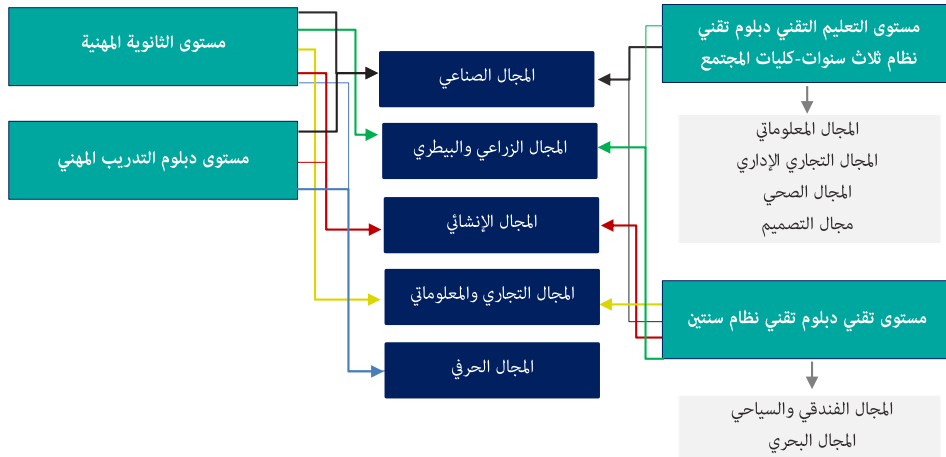 مستوى التعليم التقني دبلوم تقني
نظام ثلاث سنوات-كليات المجتمع
المجال المعلوماتي
المجال التجاري الإداري
المجال الصحي
مجال التصميم
مستوى تقني دبلوم تقني نظام سنتين
المجال الفندقي والسياحي
المجال البحري
المجال الصناعي
المجال الزراعي والبيطري
المجال الإنشائي
المجال التجاري والمعلوماتي
المجال الحرفي
مستوى الثانوية المهنية
مستوى دبلوم التدريب المهني